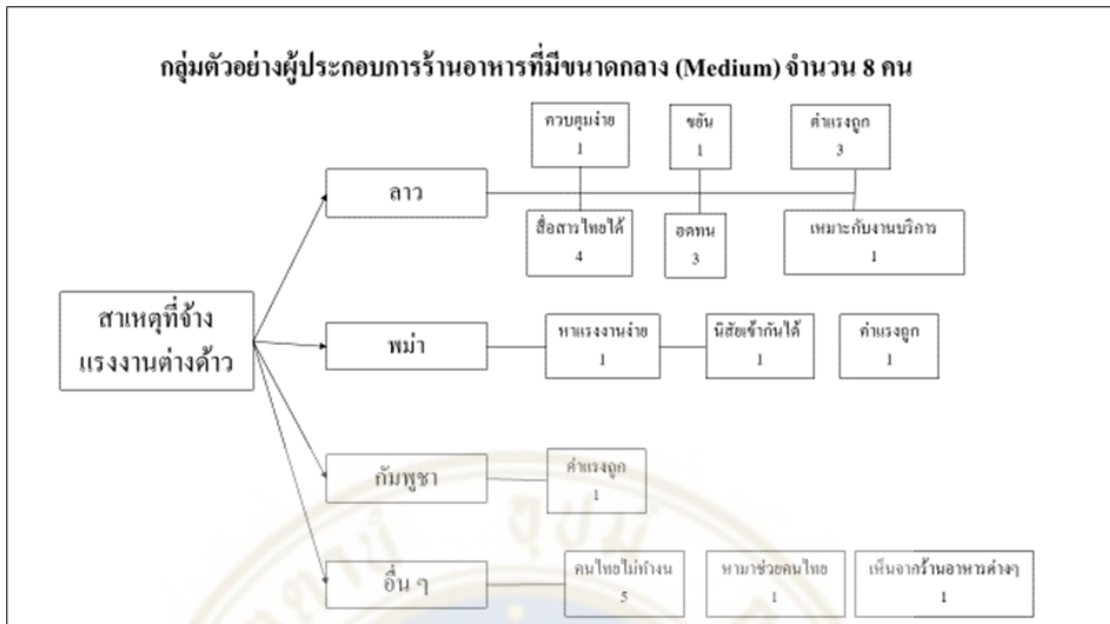 กลุ่มตัวอย่างผู้ประกอบการร้านอาหารที่มีขนาดกลาง (Medium) จำนวน 8 คน
ควบคุมง่าย
1
ขยัน
1
ค่าแรงถูก
3
ลาว
สื่อสารไทยได้
4
อดทน
3
เหมาะกับงานบริการ
1
สาเหตุที่จ้าง
แรงงานต่างด้าว
พม่า
หาแรงงานง่าย
1
นิสัยเข้ากันได้
1
ค่าแรงถูก
1
กัมพูชา
ค่าแรงถูก
1
อื่น ๆ
คนไทยไม่ทำงน
5
หามาช่วยคนไทย
1
เห็นจากร้านอาหารต่างๆ
1